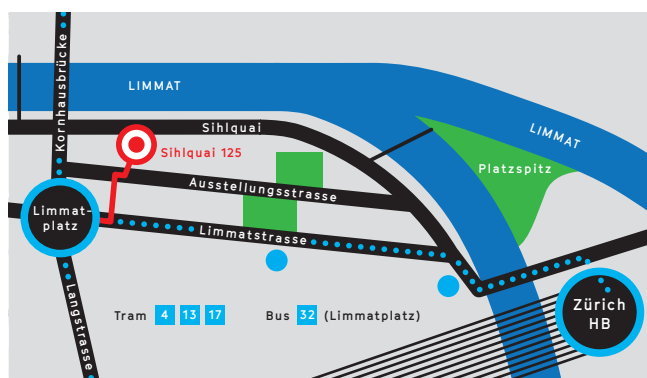 Kornhausbrücke
LIMMAT
LIMMAT
Sihlquai
Sihlquai 125
Platzspitz
Ausstellungsstrasse
Limmat-
platz
Limmatstrasse
Langstrasse
Tram 4 13 17 Bus 32 (Limmatplatz)
Zürich
HB